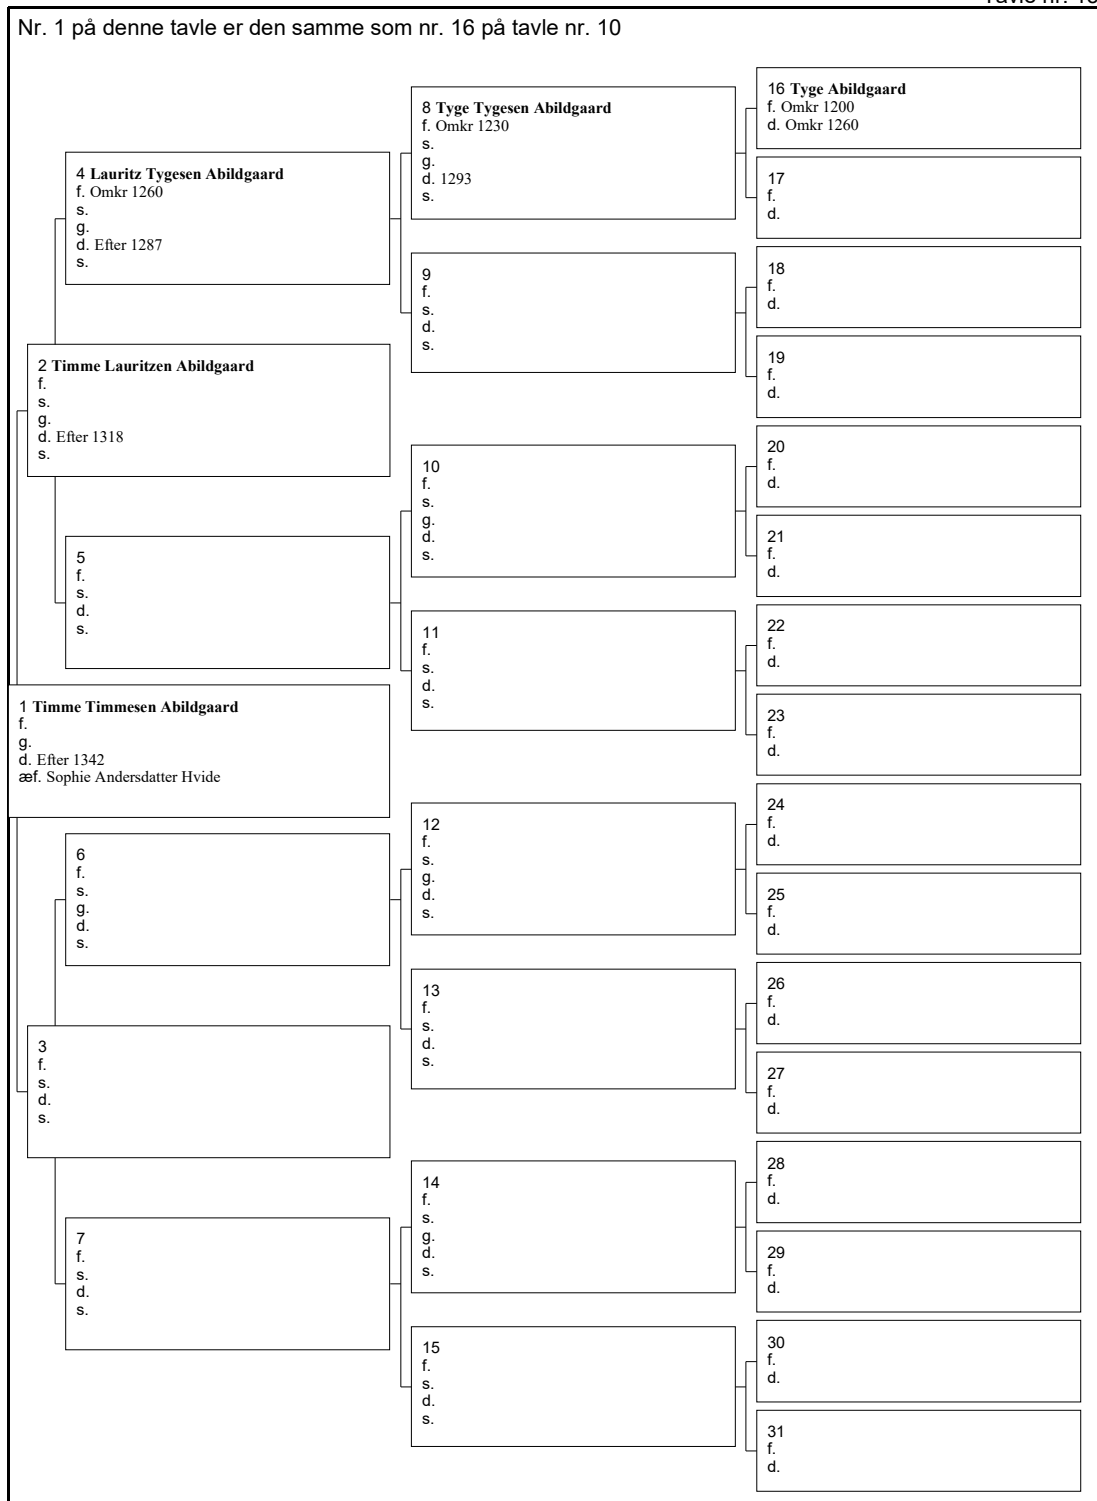 Nr. 1 på denne tavle er den samme som nr. 16 på tavle nr. 10
16 Tyge Abildgaard
f. Omkr 1200
d. Omkr 1260
8 Tyge Tygesen Abildgaard
f. Omkr 1230
s.
g.
d. 1293
s.
4 Lauritz Tygesen Abildgaard
f. Omkr 1260
s.
g.
d. Efter 1287
s.
17
f.
d.
9
f.
s.
d.
s.
18
f.
d.
19
f.
d.
2 Timme Lauritzen Abildgaard
f.
s.
g.
d. Efter 1318
s.
10
f.
s.
g.
d.
s.
20
f.
d.
21
f.
d.
5
f.
s.
d.
s.
11
f.
s.
d.
s.
22
f.
d.
23
f.
d.
1 Timme Timmesen Abildgaard
f.
g.
d. Efter 1342
æf. Sophie Andersdatter Hvide
12
f.
s.
g.
d.
s.
24
f.
d.
25
f.
d.
6
f.
s.
g.
d.
s.
13
f.
s.
d.
s.
26
f.
d.
27
f.
d.
3
f.
s.
d.
s.
14
f.
s.
g.
d.
s.
28
f.
d.
29
f.
d.
7
f.
s.
d.
s.
15
f.
s.
d.
s.
30
f.
d.
31
f.
d.